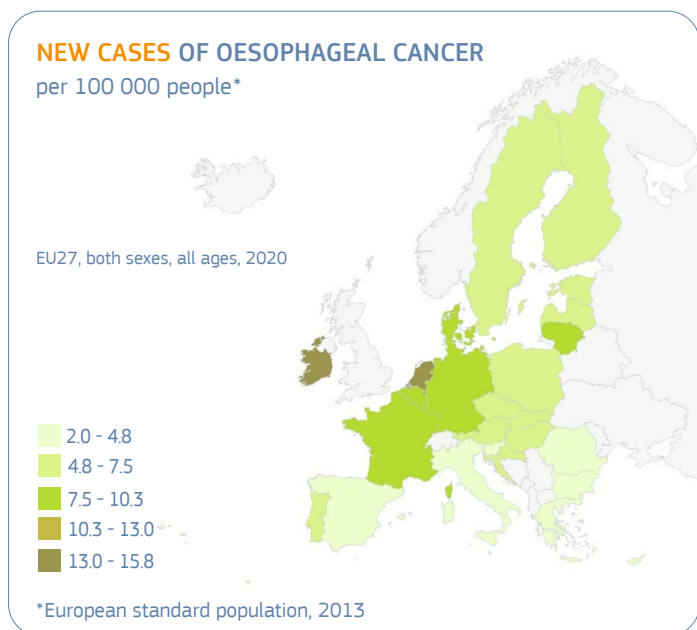 NEW CASES OF OESOPHAGEAL CANCER
per 100 000 people*
EU27, both sexes, all ages, 2020
2.0 - 4.8
4.8 - 7.5
7.5 - 10.3
10.3 - 13.0
13.0 - 15.8
*European standard population, 2013